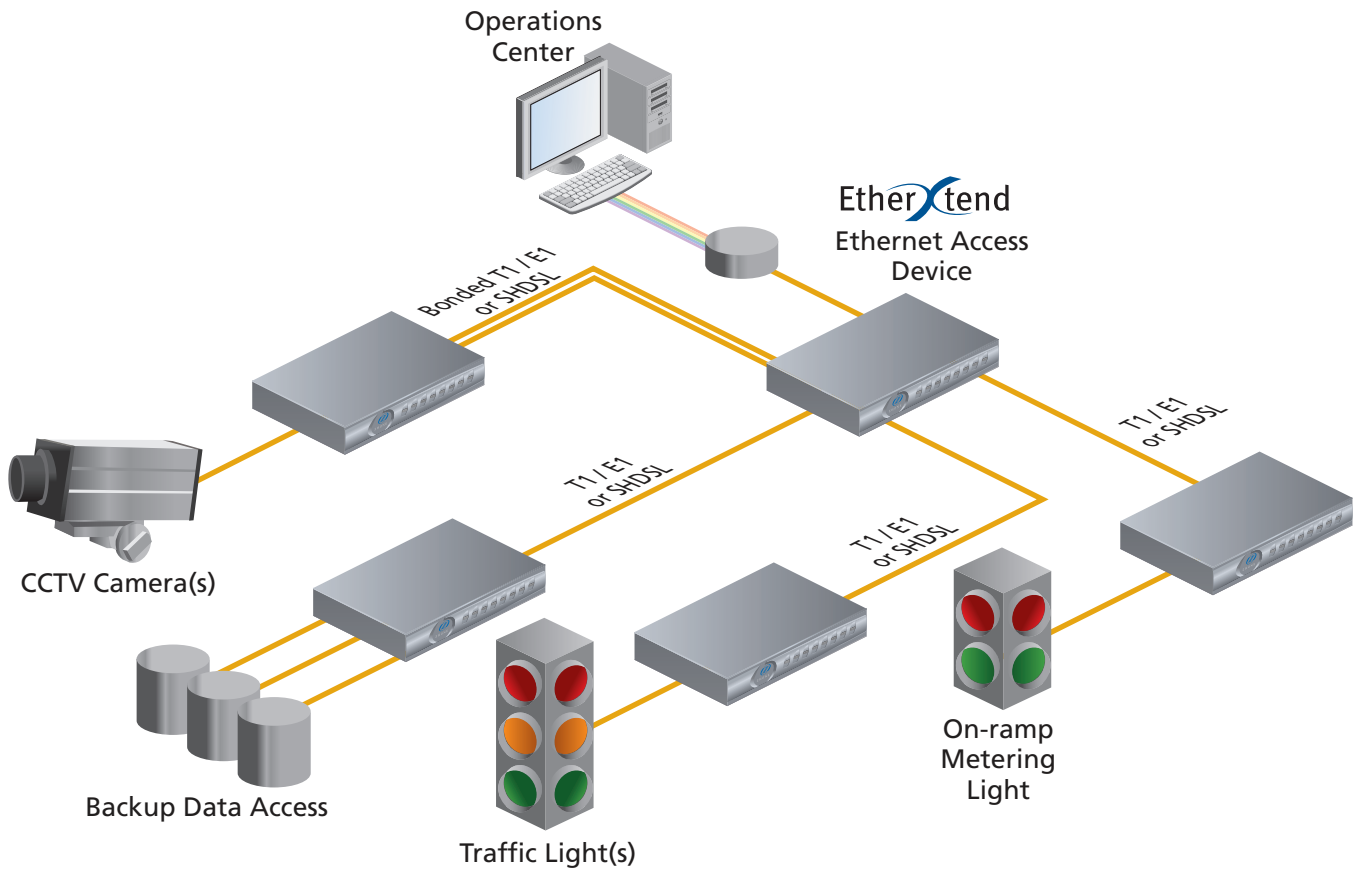 Operations
Center
EtherXtend
Ethernet Access
Device
Bonded T1 / E1
or SHDSL
T1 / E1
or SHDSL
T1 / E1
or SHDSL
T1 / E1
or SHDSL
CCTV Camera(s)
On-ramp
Metering
Light
Backup Data Access
Traffic Light(s)